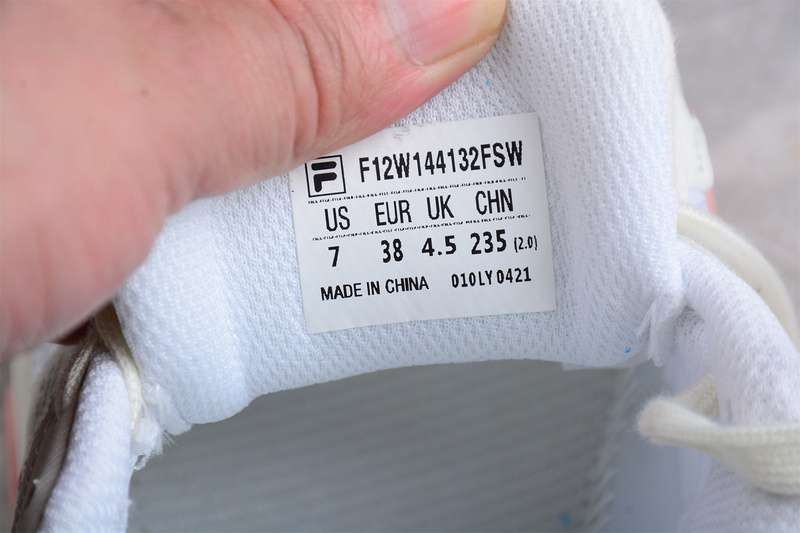 F12W144132FSW
US EUR UK CHN
7 38 4.5 235 (2.0)
MADE IN CHINA 010LY0421